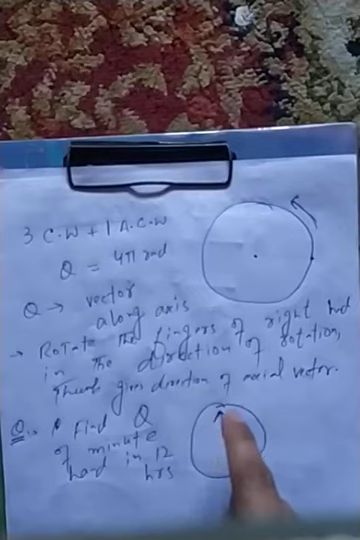 3 C.W + 1 A.C.W
Q = 4π rad
Q → vector
along axis
→ Rotate the fingers of right hand
in the direction of rotation,
Thumb gives direction of axial vector.
Q. Find Q
of minute
hand in 12
hrs